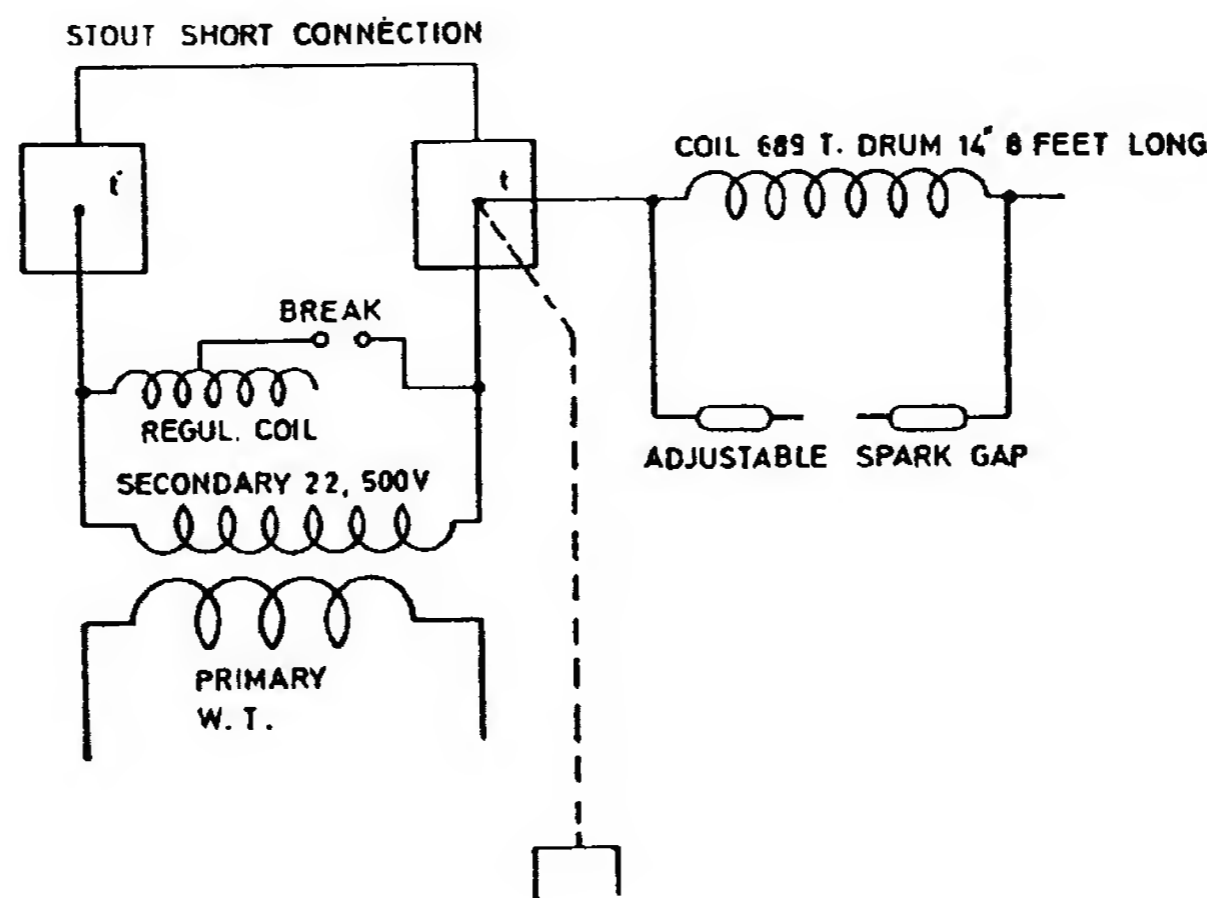 STOUT SHORT CONNECTION
t'
t
COIL 689 T. DRUM 14" 8 FEET LONG
BREAK
REGUL. COIL
ADJUSTABLE SPARK GAP
SECONDARY 22,500V
PRIMARY
W. T.